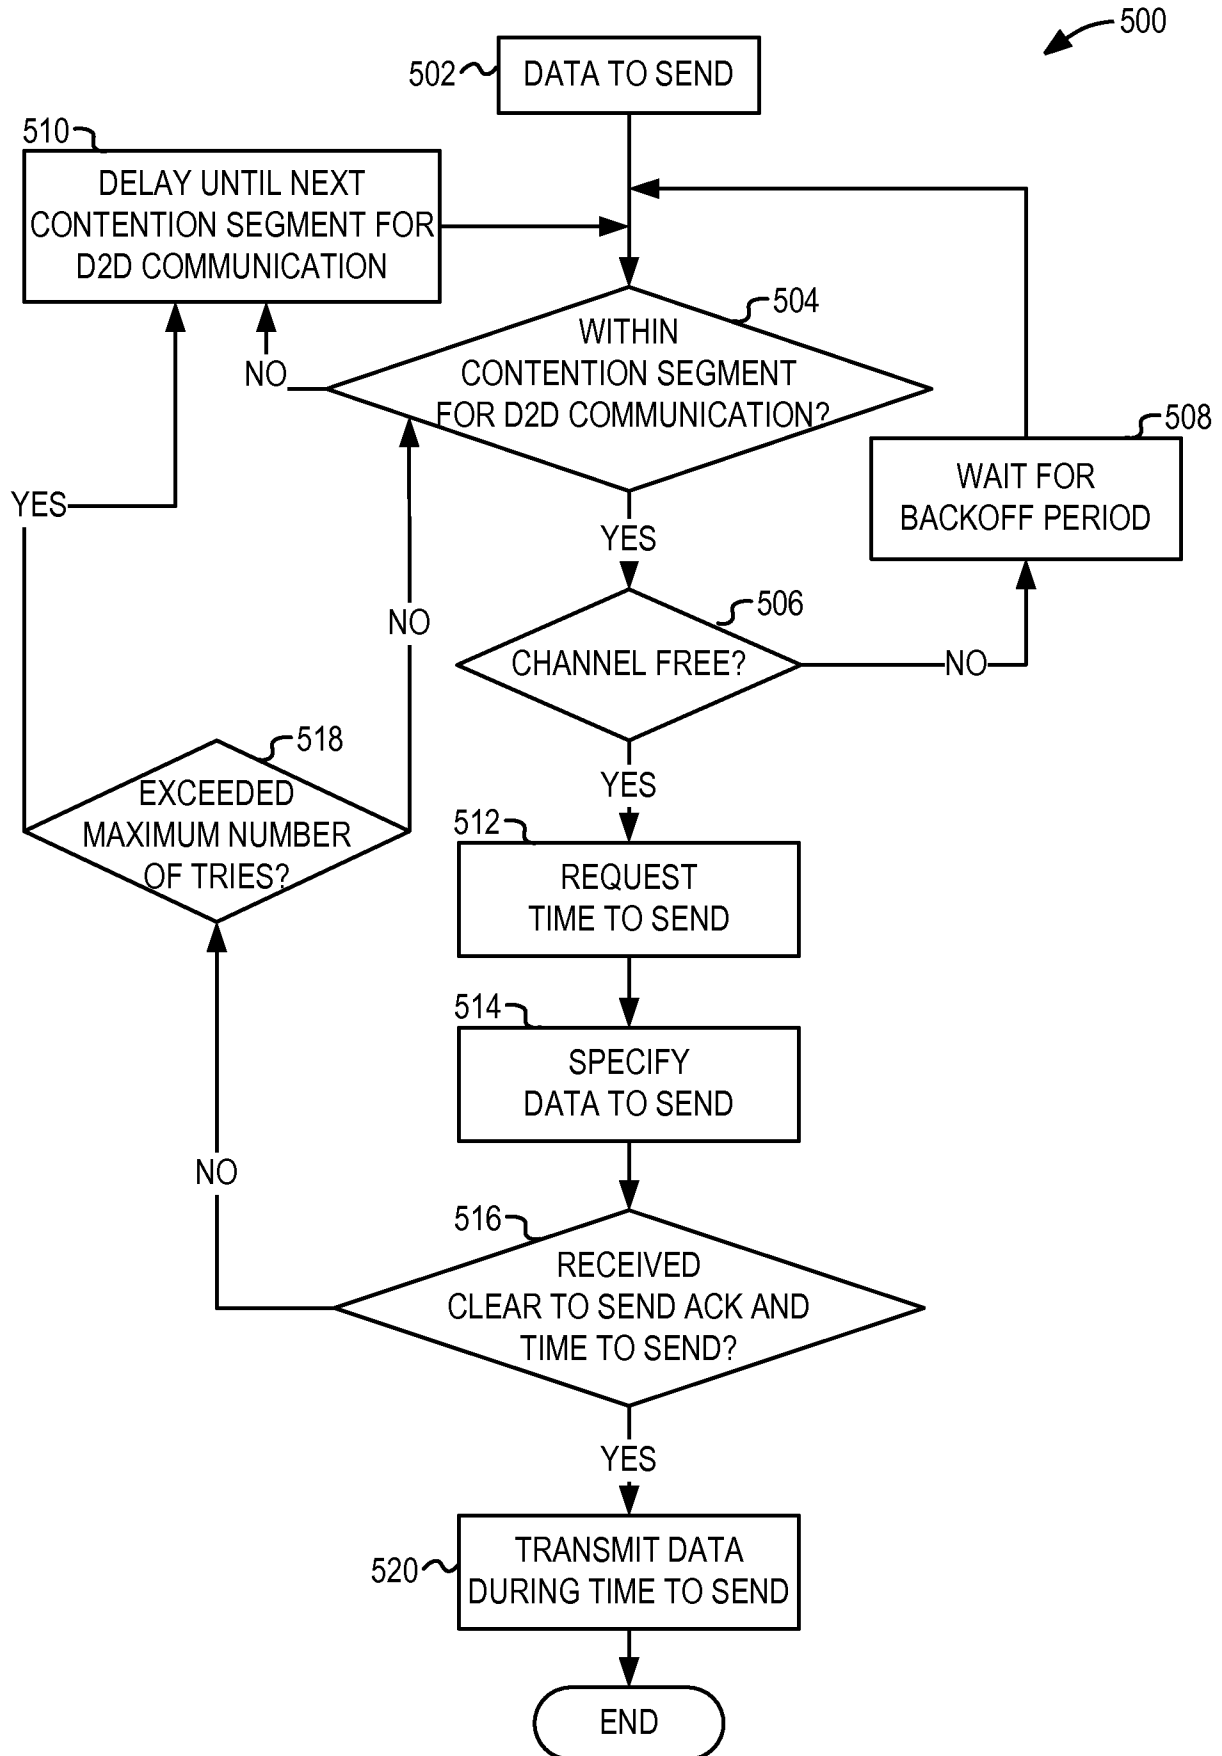 500
502
DATA TO SEND
510
DELAY UNTIL NEXT
CONTENTION SEGMENT FOR
D2D COMMUNICATION
504
WITHIN
CONTENTION SEGMENT
FOR D2D COMMUNICATION?
NO
508
WAIT FOR
BACKOFF PERIOD
YES
YES
506
CHANNEL FREE?
NO
NO
518
EXCEEDED
MAXIMUM NUMBER
OF TRIES?
YES
512
REQUEST
TIME TO SEND
514
SPECIFY
DATA TO SEND
NO
516
RECEIVED
CLEAR TO SEND ACK AND
TIME TO SEND?
YES
520
TRANSMIT DATA
DURING TIME TO SEND
END